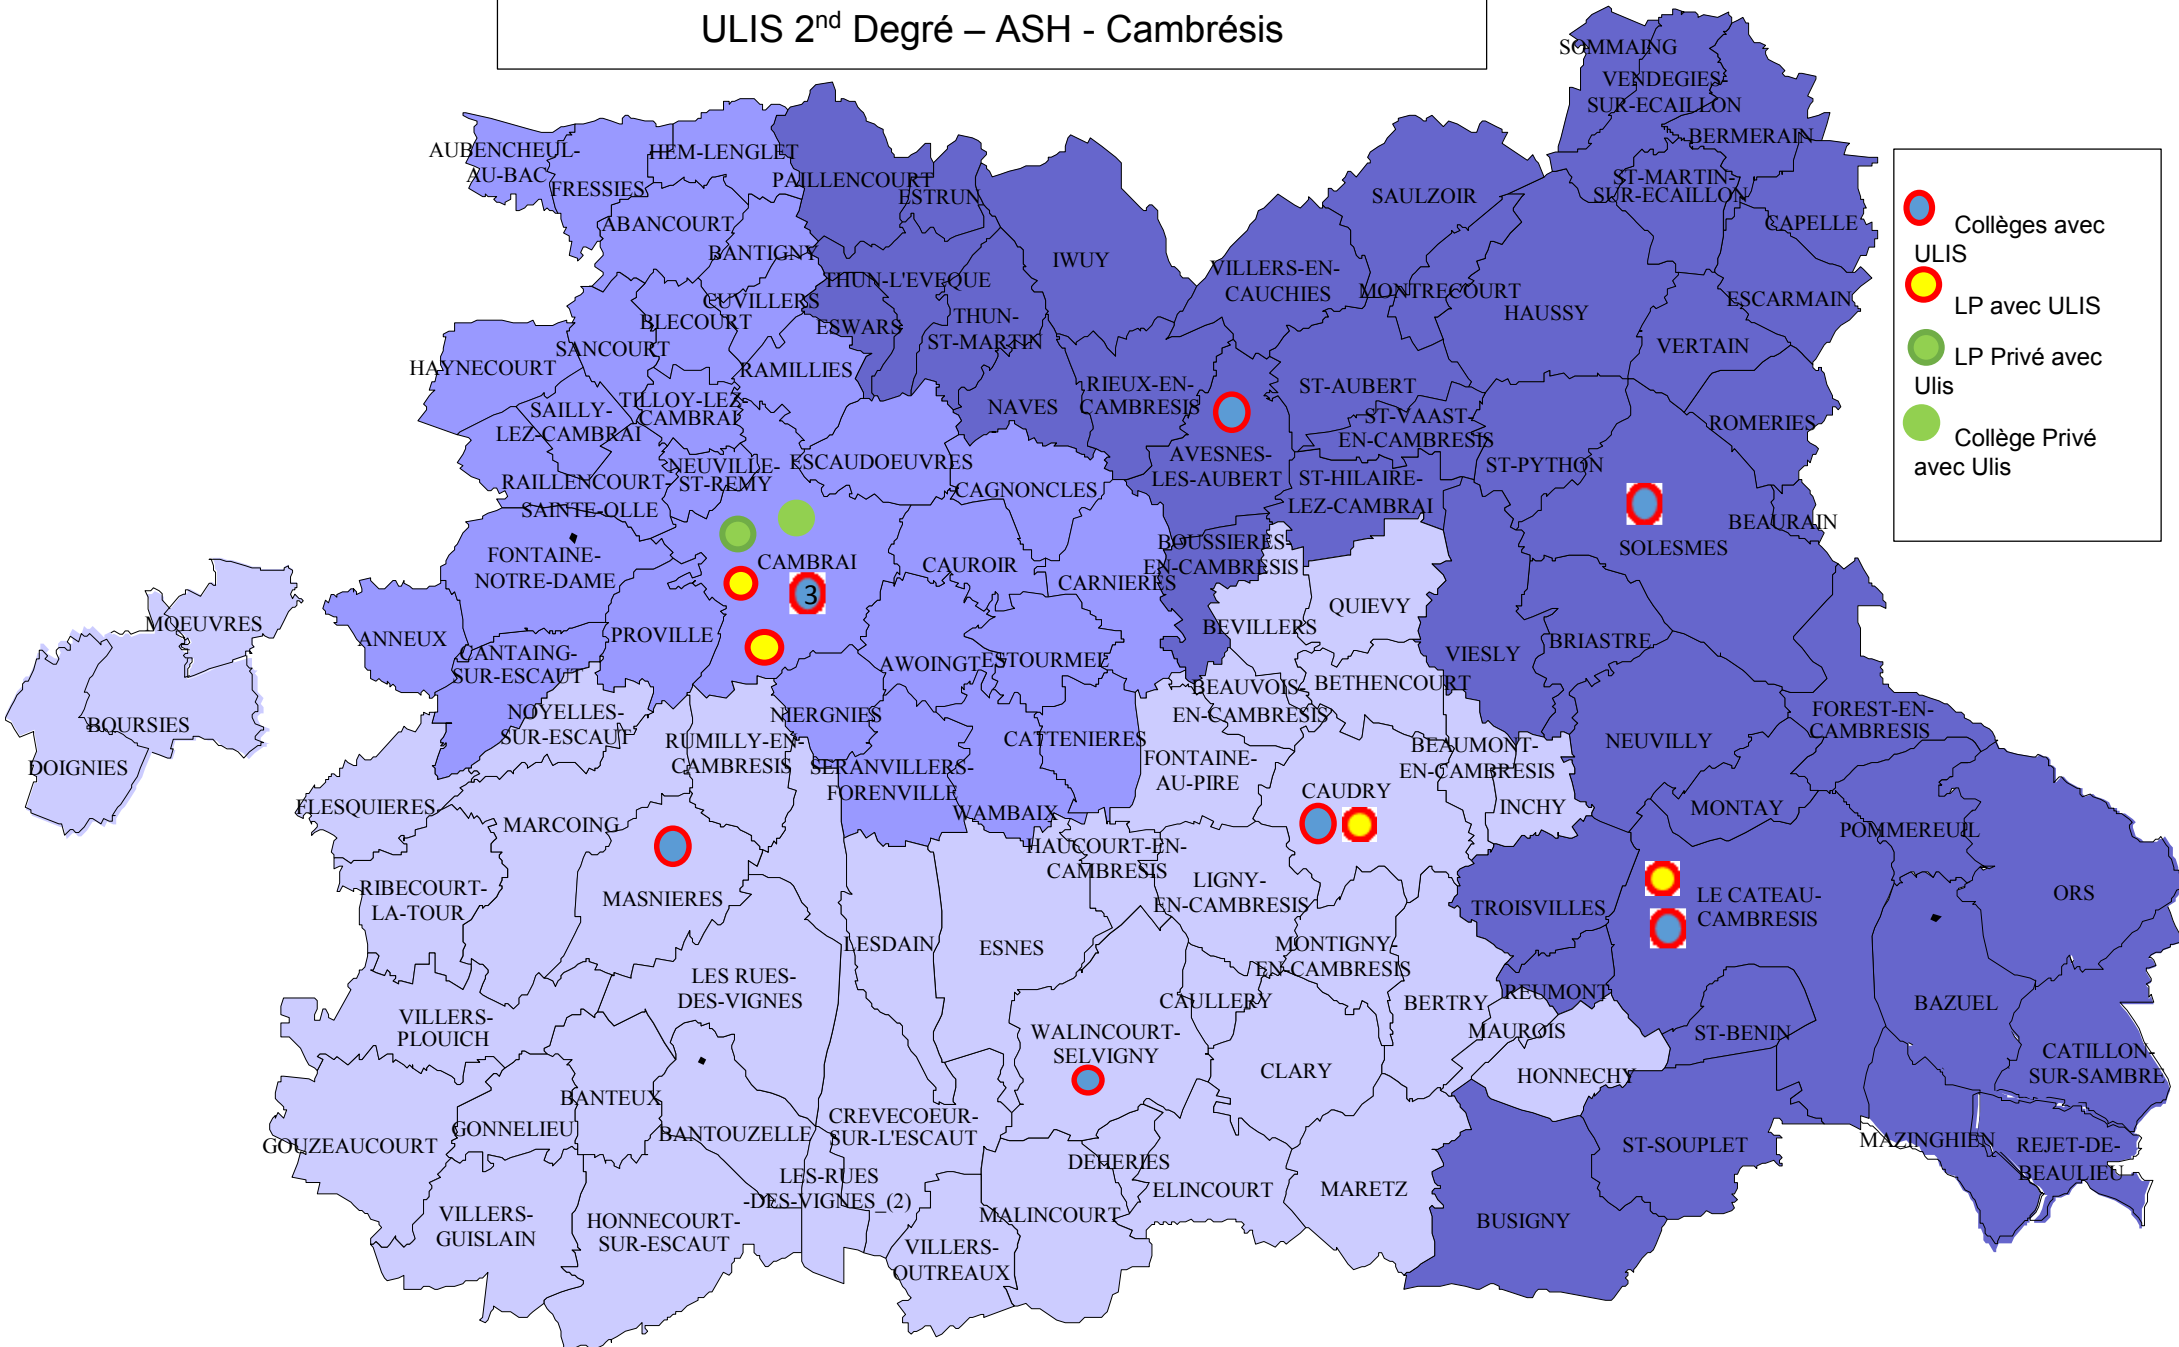 ULIS 2nd Degré – ASH - Cambrésis
SOMMAING
VENDEGIES-
SUR-ECAILLON
BERMERAIN
AUBENCHEUL-
AU-BAC
FRESSIES
HEM-LENGLET
PAILLENCOURT
ESTRUN
ABANCOURT
BANTIGNY
SAULZOIR
ST-MARTIN-
SUR-ECAILLON
CAPELLE
Collèges avec
ULIS
LP avec ULIS
LP Privé avec
Ulis
Collège Privé
avec Ulis
IWUY
VILLERS-EN-
CAUCHIES
MONTRECOURT
HAUSSY
ESCARMAIN
THUN-L'EVEQUE
CUVILLERS
ESWARS
THUN-
ST-MARTIN
BLECOURT
SANCOURT
HAYNECOURT
RAMILLIES
VERTAIN
RIEUX-EN-
CAMBRESIS
ST-AUBERT
NAVES
TILLOY-LEZ-
CAMBRAI
SAILLY-
LEZ-CAMBRAI
ST-VAAST-
EN-CAMBRESIS
ROMERIES
AVESNES-
LES-AUBERT
ST-HILAIRE-
LEZ-CAMBRAI
ST-PYTHON
NEUVILLE-
ST-REMY
ESCAUDOEUVRES
CAGNONCLES
RAILLENCOURT-
SAINTE-OLLE
BEAURAIN
SOLESMES
FONTAINE-
NOTRE-DAME
CAMBRAI
3
CAUROIR
BOUSSIERES-
EN-CAMBRESIS
CARNIERES
QUIEVY
BEVILLERS
MOEUVRES
ANNEUX
PROVILLE
CANTAING-
SUR-ESCAUT
AWOINGT
ESTOURMEL
VIESLY
BRIASTRE
BEAUVOIS-
EN-CAMBRESIS
BETHENCOURT
BOURSIES
DOIGNIES
NOYELLES-
SUR-ESCAUT
NIERGNIES
RUMILLY-EN-
CAMBRESIS
CATTENIERES
FONTAINE-
AU-PIRE
BEAUMONT-
EN-CAMBRESIS
NEUVILLY
FOREST-EN-
CAMBRESIS
SERANVILLERS-
FORENVILLE
WAMBAIX
CAUDRY
INCHY
MONTAY
POMMEREUIL
FLESQUIERES
MARCOING
HAUCOURT-EN-
CAMBRESIS
RIBECOURT-
LA-TOUR
MASNIERES
LIGNY-
EN-CAMBRESIS
TROISVILLES
LE CATEAU-
CAMBRESIS
ORS
LESDAIN
ESNES
MONTIGNY-
EN-CAMBRESIS
LES RUES-
DES-VIGNES
CAULLERY
BERTRY
REUMONT
BAZUEL
VILLERS-
PLOUICH
WALINCOURT-
SELVIGNY
MAUROIS
ST-BENIN
CLARY
HONNECHY
CATILLON-
SUR-SAMBRE
BANTEUX
GONNELIEU
GOUZEAUCOURT
BANTOUZELLE
CREVECOEUR-
SUR-L'ESCAUT
DEHERIES
ST-SOUPLET
MAZINGHIEN
REJET-DE-
BEAULIEU
LES-RUES
-DES-VIGNES_(2)
ELINCOURT
MARETZ
VILLERS-
GUISLAIN
HONNECOURT-
SUR-ESCAUT
MALINCOURT
BUSIGNY
VILLERS-
OUTREAUX